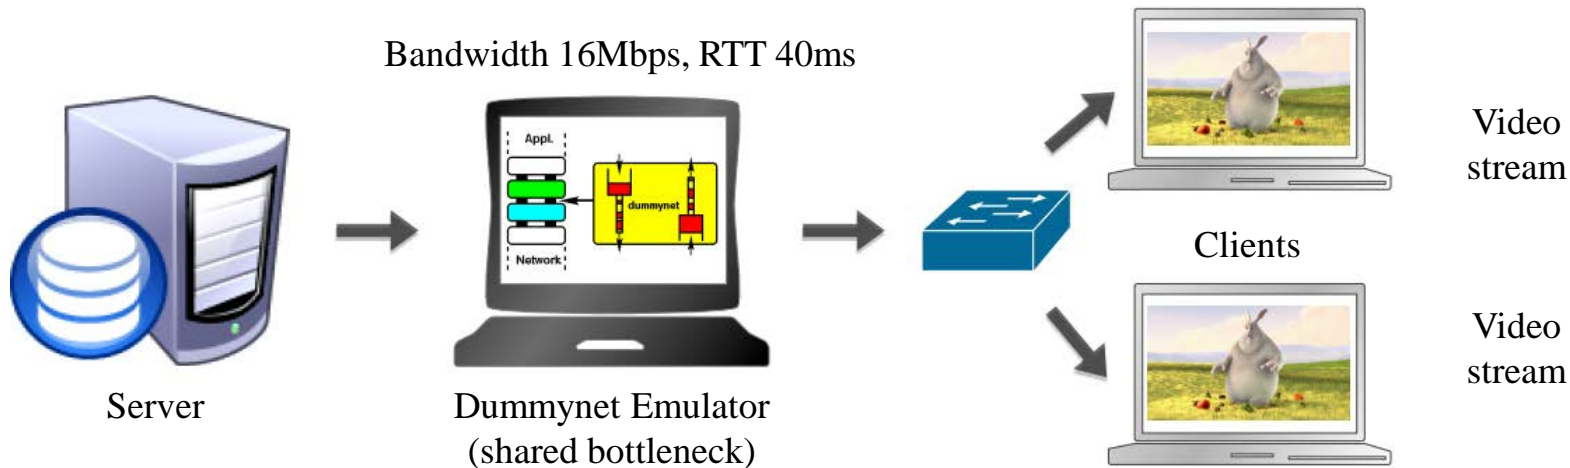 Bandwidth 16Mbps, RTT 40ms
Appl.
dummynet
Network
Server
Dummynet Emulator
(shared bottleneck)
Clients
Video
stream
Video
stream